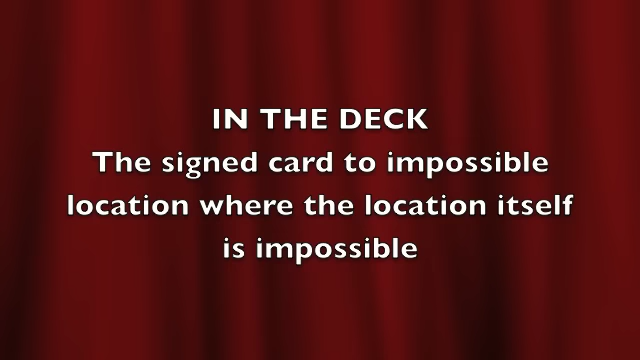 IN THE DECK
The signed card to impossible
location where the location itself
is impossible